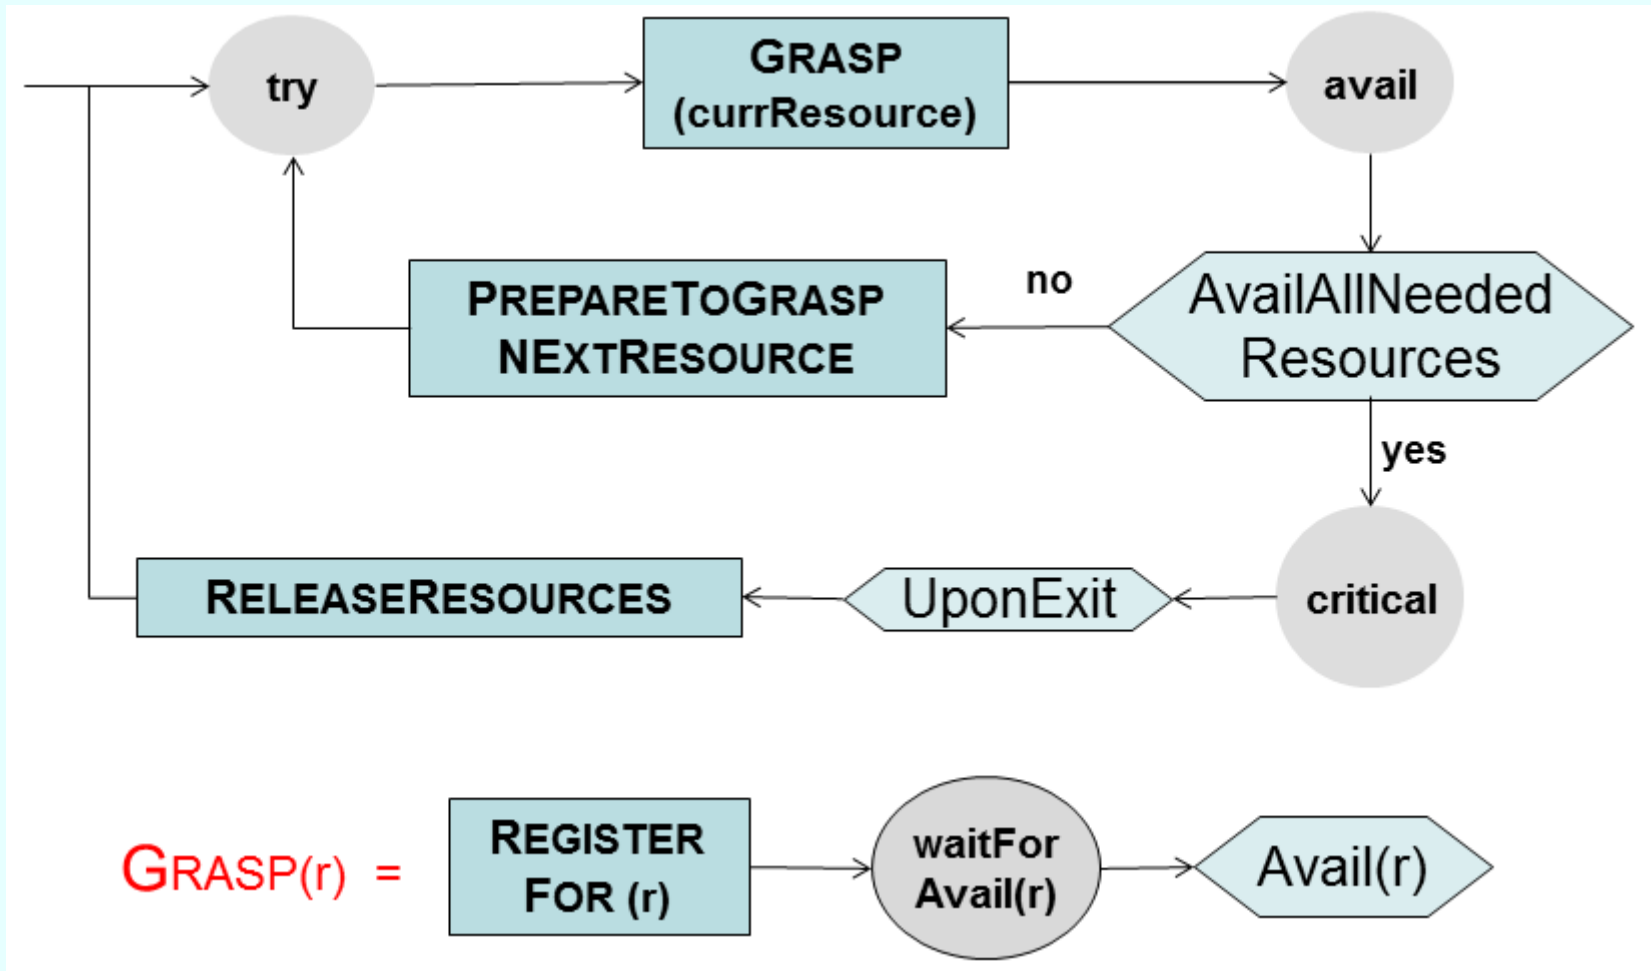 try
GRASP
(currResource)
avail
no
PREPARETOGRASP
NEXTRESOURCE
AvailAllNeeded
Resources
yes
RELEASERESOURCES
UponExit
critical
GRASP(r) =
REGISTER
FOR (r)
waitFor
Avail(r)
Avail(r)